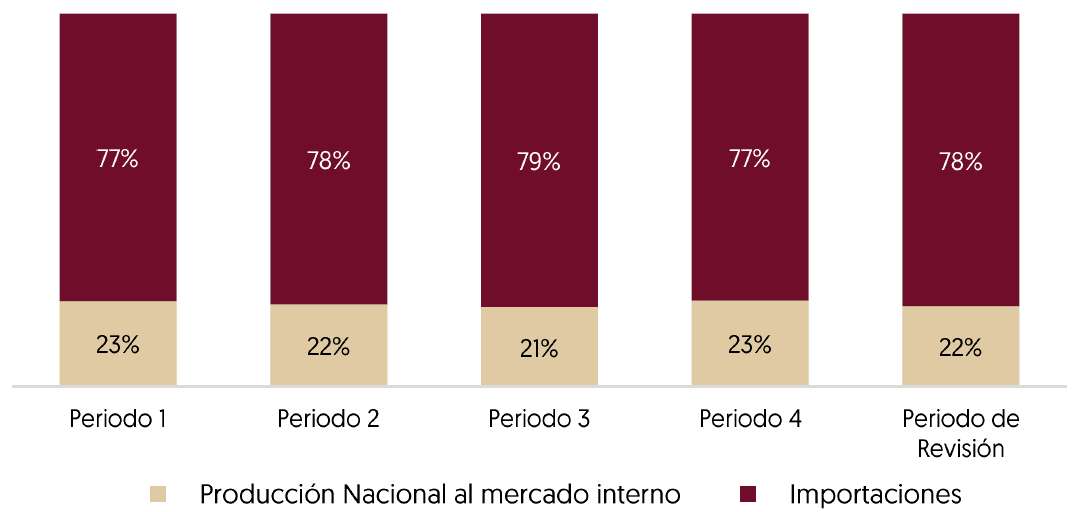 77%
78%
79%
77%
78%
23%
22%
21%
23%
22%
Periodo 1
Periodo 2
Periodo 3
Periodo 4
Periodo de
Revisión
Producción Nacional al mercado interno
Importaciones